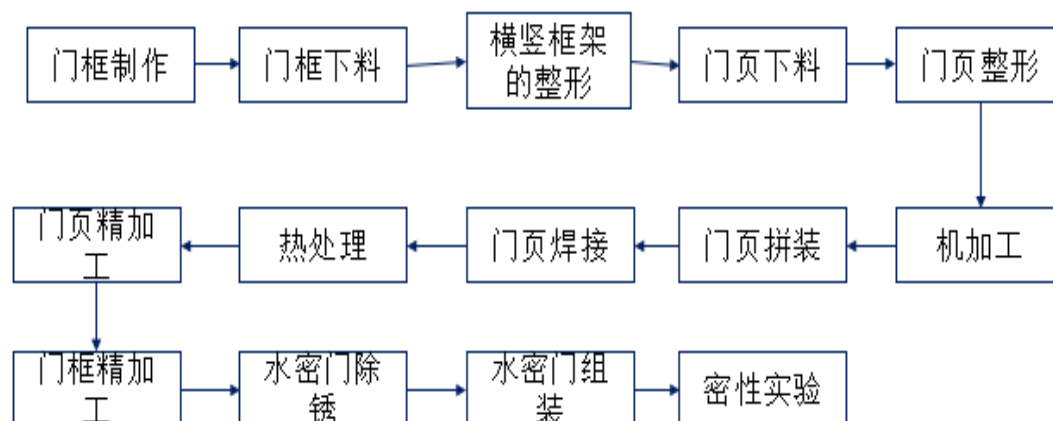 门框制作
门框下料
横竖框架
的整形
门页下料
门页整形
机加工
门页拼装
门页焊接
热处理
门页精加
工
门框精加
工
水密门除
锈
水密门组
装
密性实验